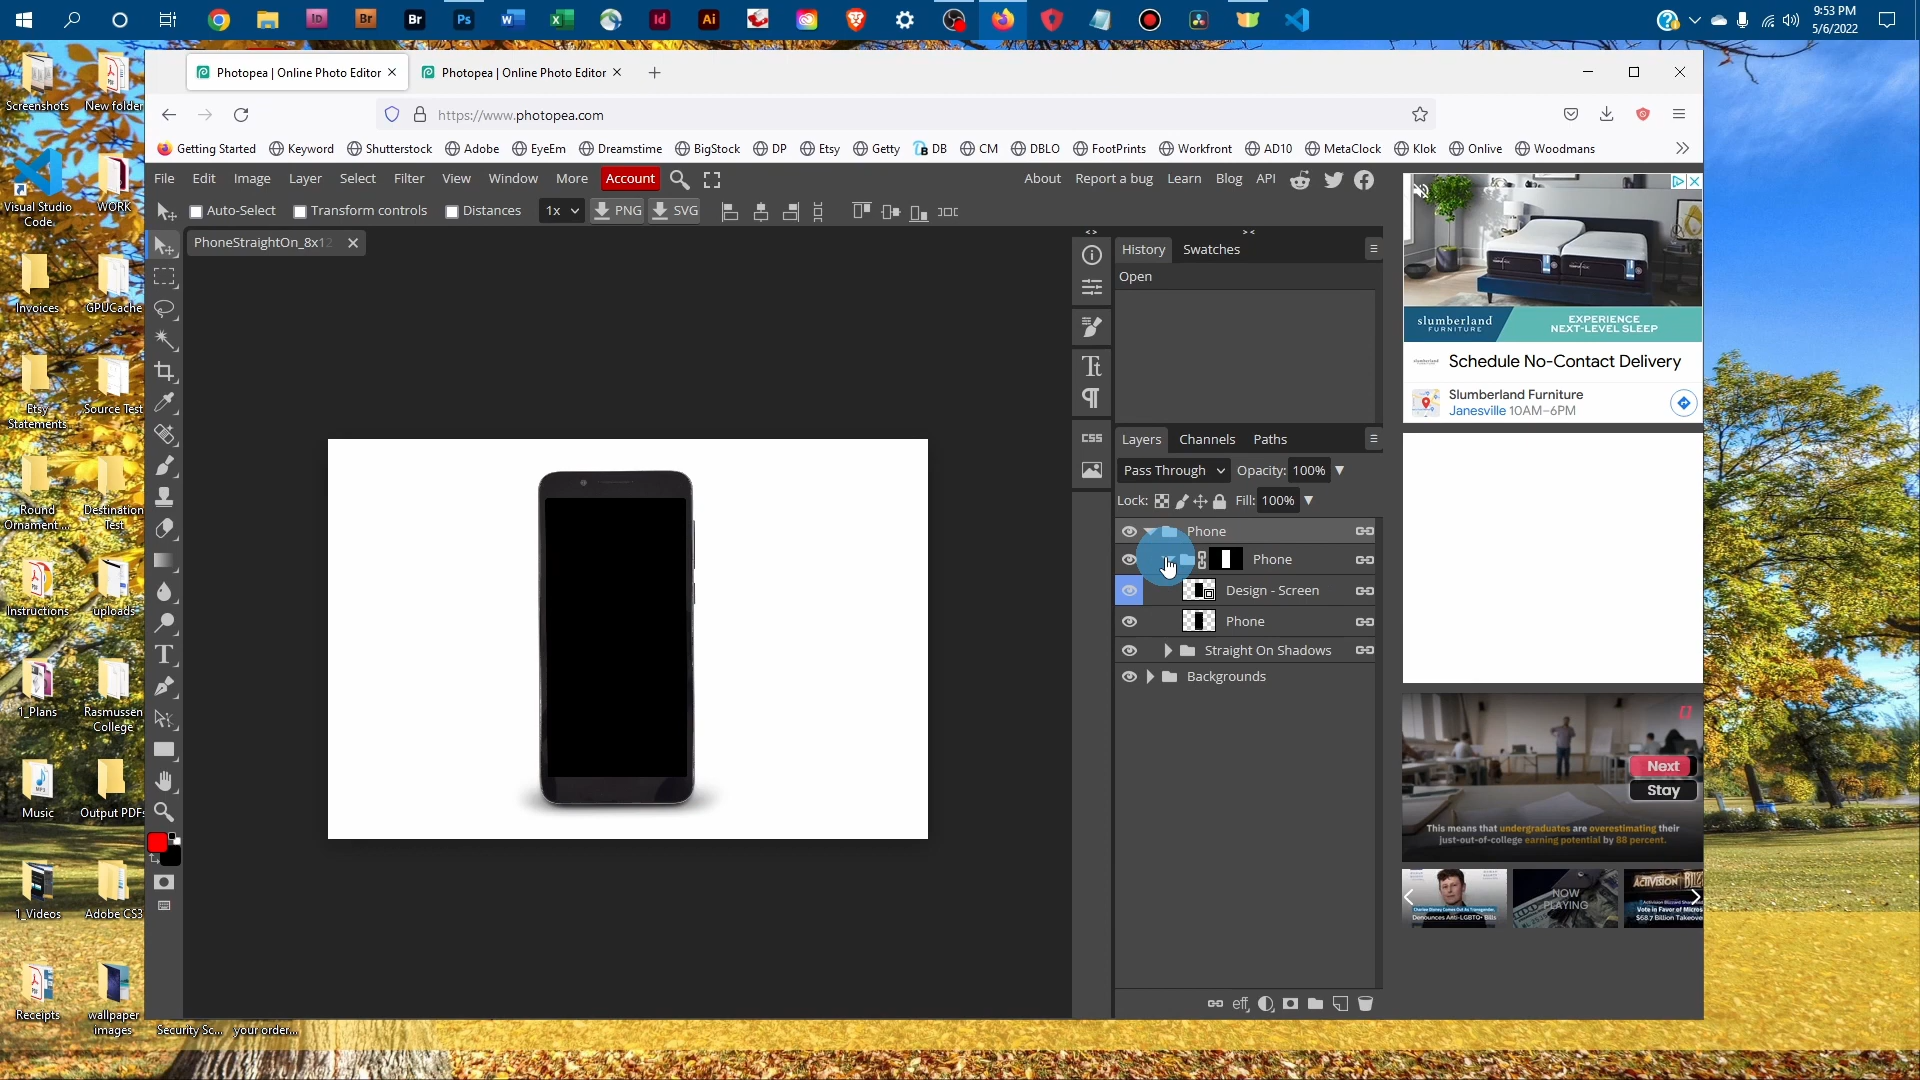 9:53 PM
5/6/2022
Photopea | Online Photo Editor
Photopea | Online Photo Editor
https://www.photopea.com
Getting Started Keyword Shutterstock Adobe EyeEm Dreamstime BigStock DP Etsy Getty DB CM DBLO FootPrints Workfront AD10 MetaClock Klok Onlive Woodmans
File Edit Image Layer Select Filter View Window More Account About Report a bug Learn Blog API
Auto-Select Transform controls Distances 1x PNG SVG
PhoneStraightOn_8x12
History Swatches
Open
CSS
Layers Channels Paths
Pass Through Opacity: 100%
Lock: Fill: 100%
Phone
Phone
Design - Screen
Phone
Straight On Shadows
Backgrounds
eff
slumberland
FURNITURE
EXPERIENCE
NEXT-LEVEL SLEEP
Schedule No-Contact Delivery
Slumberland Furniture
Janesville 10AM–6PM
Next
Stay
This means that undergraduates are overestimating their
just-out-of-college earning potential by 88 percent.
NOW
PLAYING
Screenshots
New folder
Visual Studio
Code
WORK
Invoices
GPUCache
Etsy
Statements
Source Test
Round
Ornament...
Destination
Test
Instructions
uploads
1_Plans
Rasmussen
College
Music
Output PDFs
1_Videos
Adobe CS3
Receipts
wallpaper
images
Security Sc...
your order...